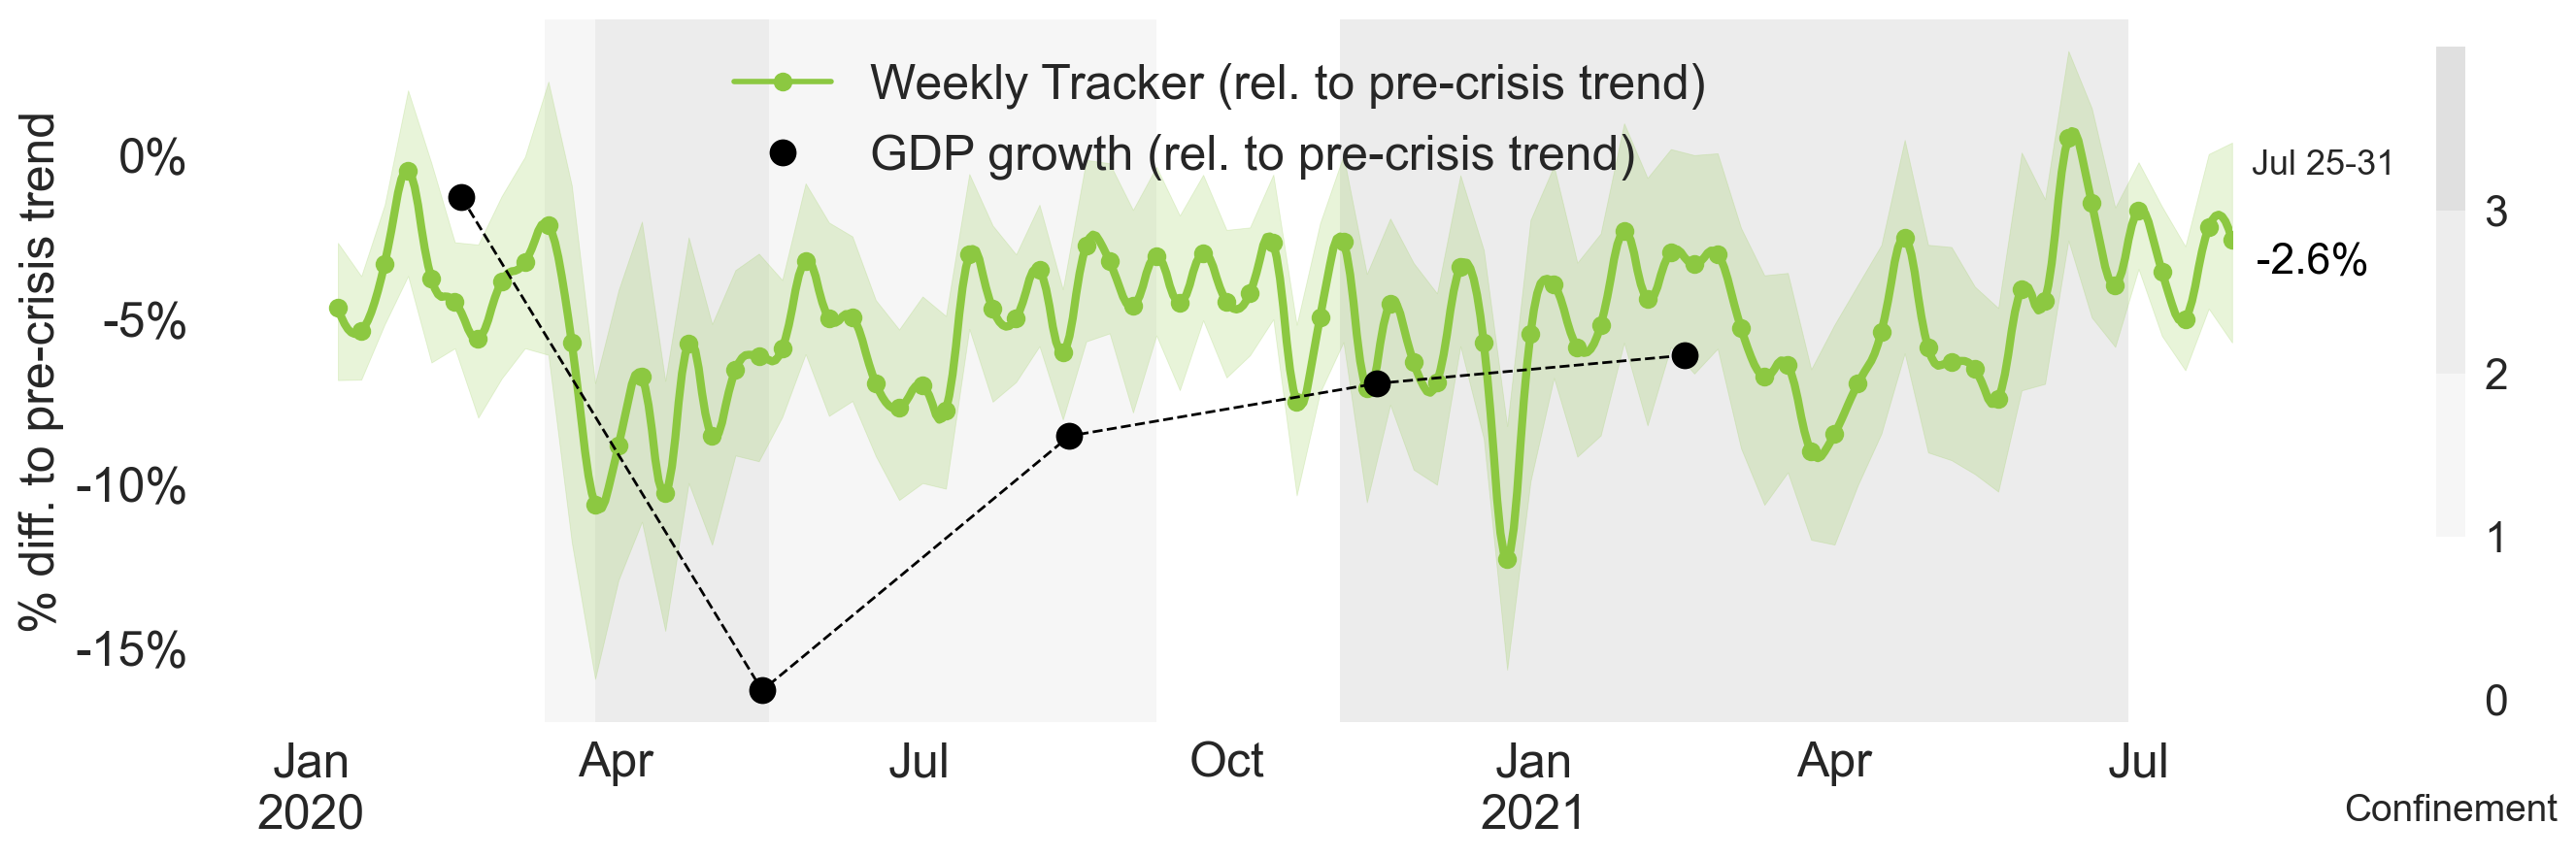 % diff. to pre-crisis trend
0%
-5%
-10%
-15%
Weekly Tracker (rel. to pre-crisis trend)
GDP growth (rel. to pre-crisis trend)
Jul 25-31
-2.6%
3
2
1
0
Confinement
Jan
2020
Apr
Jul
Oct
Jan
2021
Apr
Jul